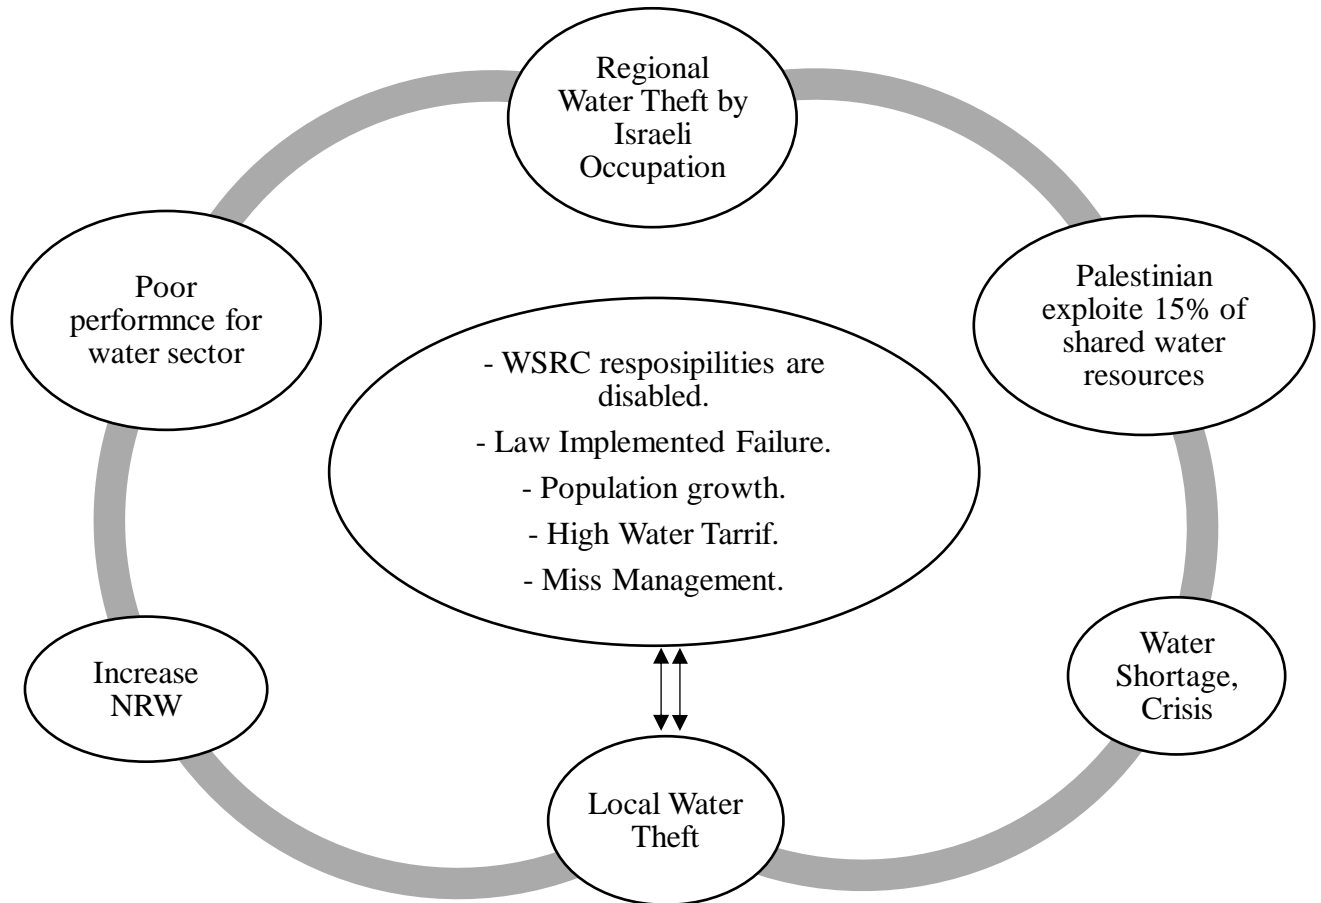 Regional
Water Theft by
Israeli
Occupation
Palestinian
exploite 15% of
shared water
resources
Water
Shortage,
Crisis
Local Water
Theft
Increase
NRW
Poor
performnce for
water sector
- WSRC resposipilities are
disabled.
- Law Implemented Failure.
- Population growth.
- High Water Tarrif.
- Miss Management.